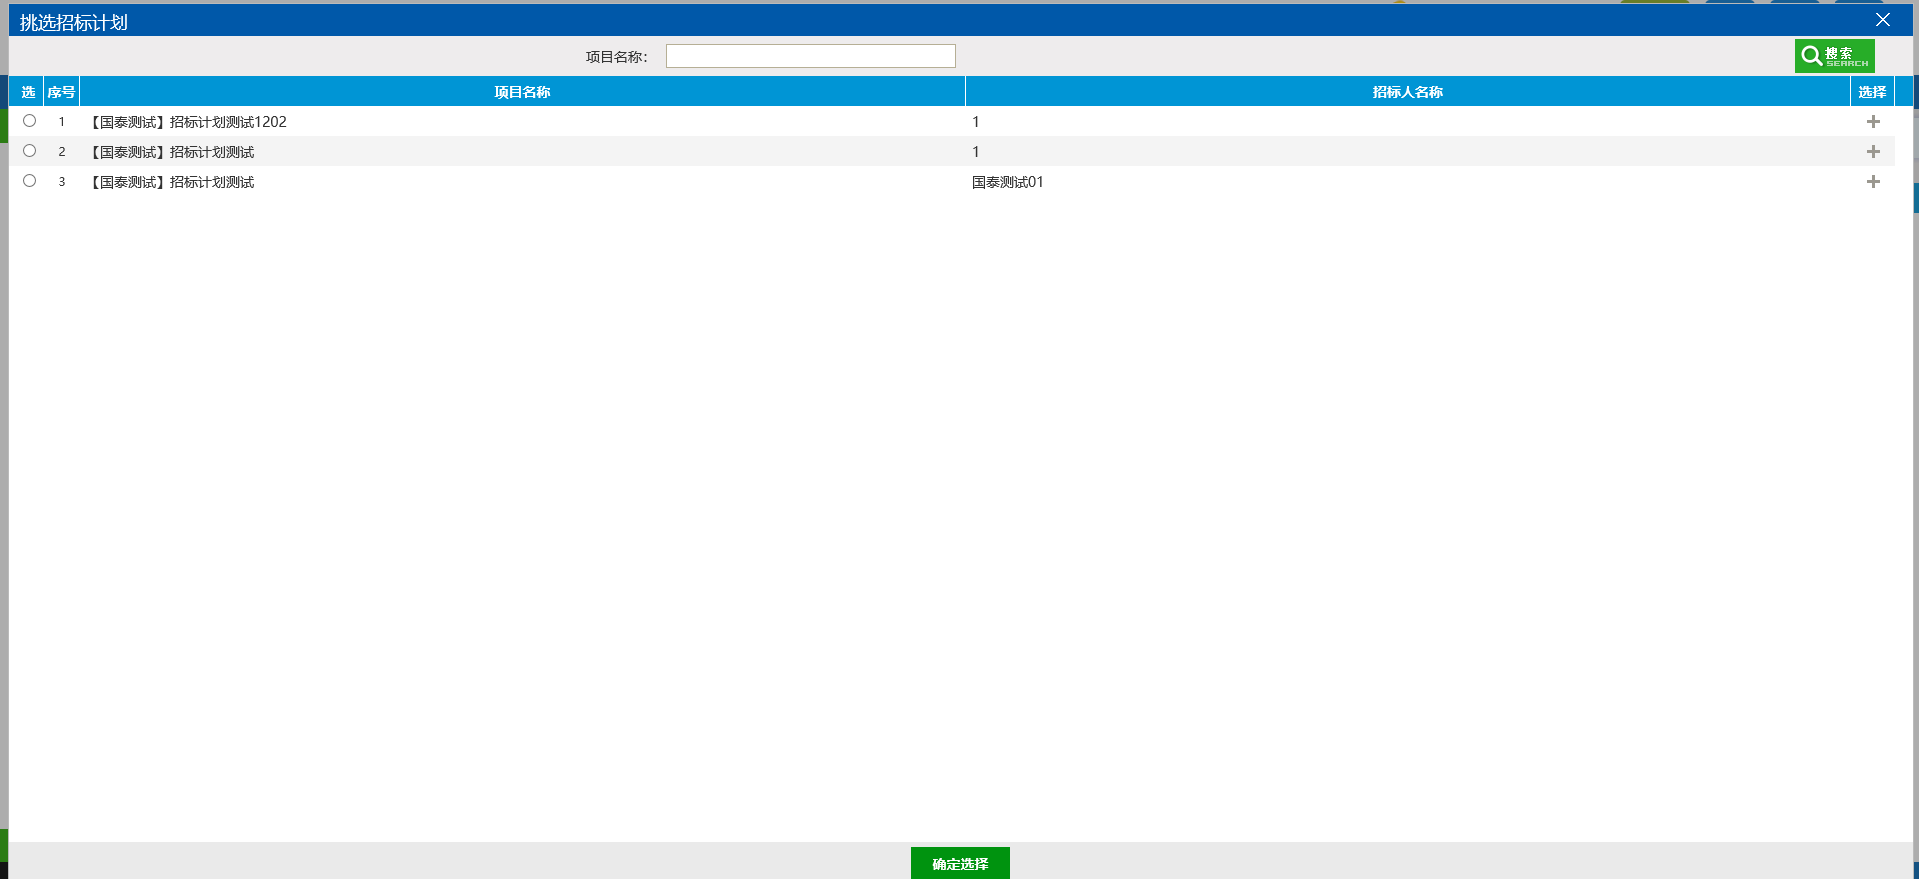 挑选招标计划
项目名称：
搜索
SEARCH
选 序号 项目名称 招标人名称 选择
1 【国泰测试】招标计划测试1202 1
2 【国泰测试】招标计划测试 1
3 【国泰测试】招标计划测试 国泰测试01
确定选择